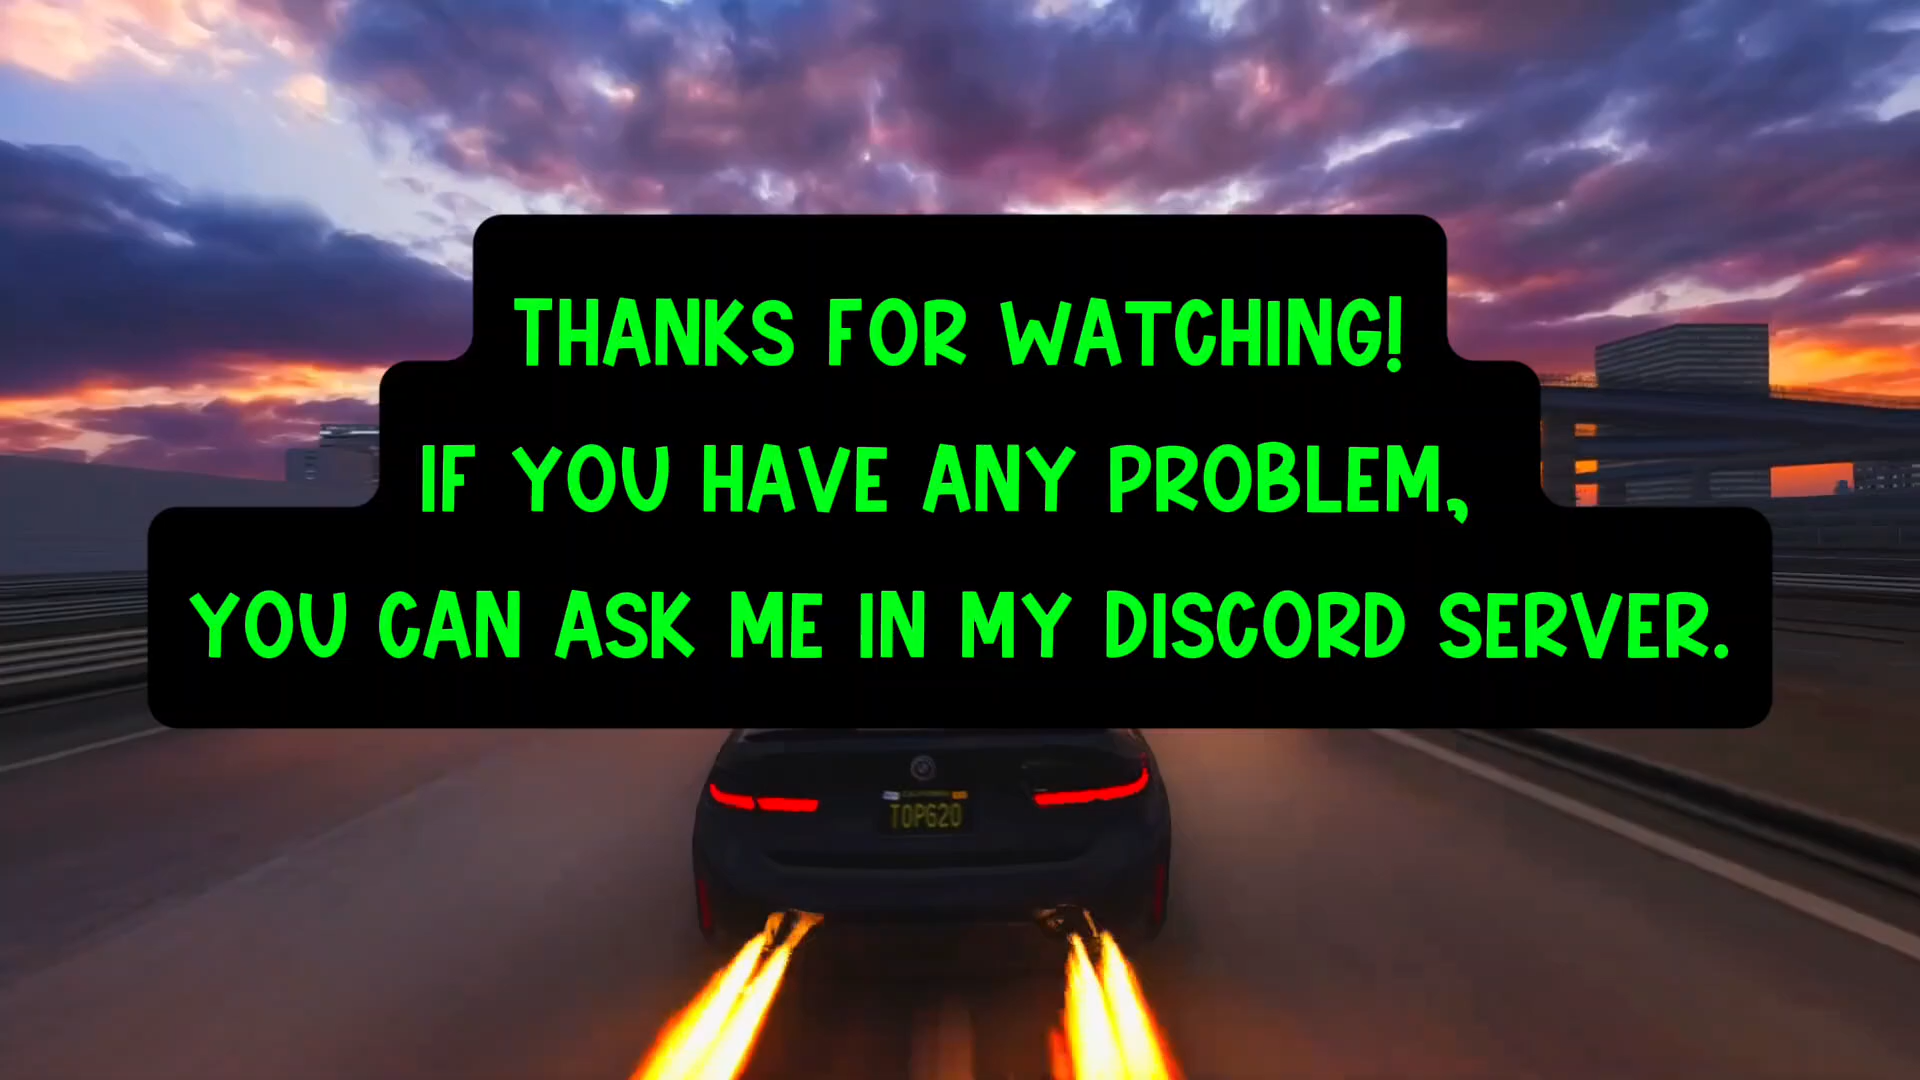 THANKS FOR WATCHING!
IF YOU HAVE ANY PROBLEM,
YOU CAN ASK ME IN MY DISCORD SERVER.
TOPG20